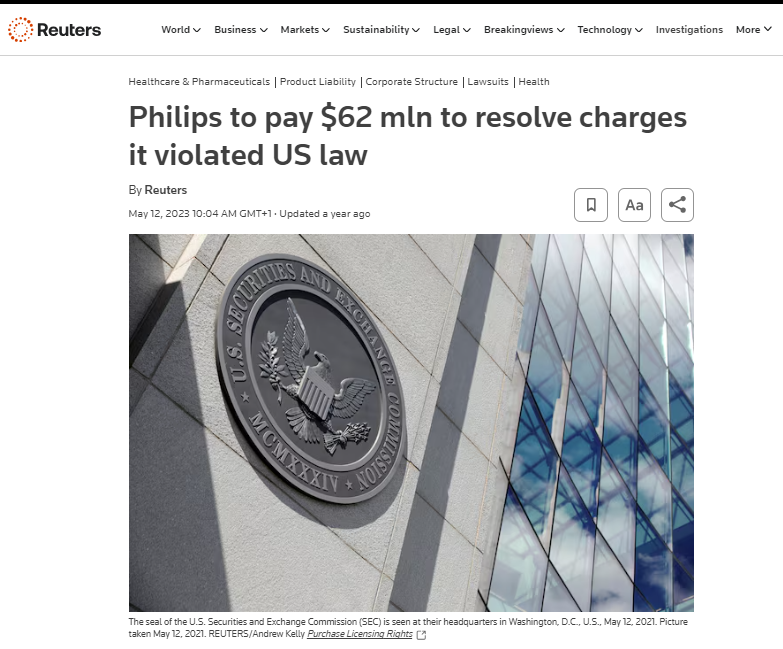 Reuters
World Business Markets Sustainability Legal Breakingviews Technology Investigations More
Healthcare & Pharmaceuticals | Product Liability | Corporate Structure | Lawsuits | Health
Philips to pay $62 mln to resolve charges
it violated US law
By Reuters
May 12, 2023 10:04 AM GMT+1 · Updated a year ago
Aa
U.S. SECURITIES AND EXCHANGE COMMISSION
★ MCMXXXIV ★
The seal of the U.S. Securities and Exchange Commission (SEC) is seen at their headquarters in Washington, D.C., U.S., May 12, 2021. Picture
taken May 12, 2021. REUTERS/Andrew Kelly Purchase Licensing Rights